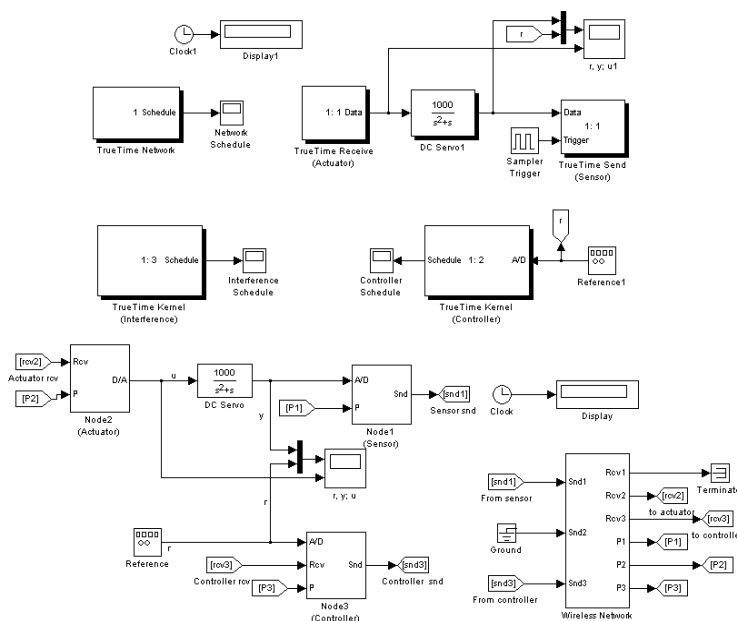 Clock1
Display1
r
r, y; u1
1 Schedule
TrueTime Network
Network
Schedule
1: 1 Data
TrueTime Receive
(Actuator)
1000
s²+s
DC Servo1
Sampler
Trigger
Data
1: 1
Trigger
TrueTime Send
(Sensor)
1: 3 Schedule
TrueTime Kernel
(Interference)
Interference
Schedule
Controller
Schedule
Schedule 1: 2 A/D
TrueTime Kernel
(Controller)
r
Reference1
[rcv2]
Actuator rcv
[P2]
Rcv
P
D/A
Node2
(Actuator)
u
1000
s²+s
DC Servo
y
[P1]
A/D
P
Snd
Node1
(Sensor)
[snd1]
Sensor snd
r, y; u
r
Reference
r
[rcv3]
Controller rcv
[P3]
A/D
Rcv
P
Snd
Node3
(Controller)
[snd3]
Controller snd
Clock
Display
[snd1]
From sensor
Ground
[snd3]
From controller
Snd1
Snd2
Snd3
Rcv1
Rcv2
Rcv3
P1
P2
P3
Wireless Network
Terminato
[rcv2]
to actuator
[rcv3]
to controlle
[P1]
[P2]
[P3]